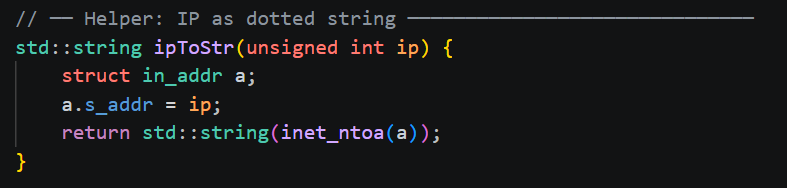 // ── Helper: IP as dotted string ─────────────────────────────
std::string ipToStr(unsigned int ip) {
    struct in_addr a;
    a.s_addr = ip;
    return std::string(inet_ntoa(a));
}